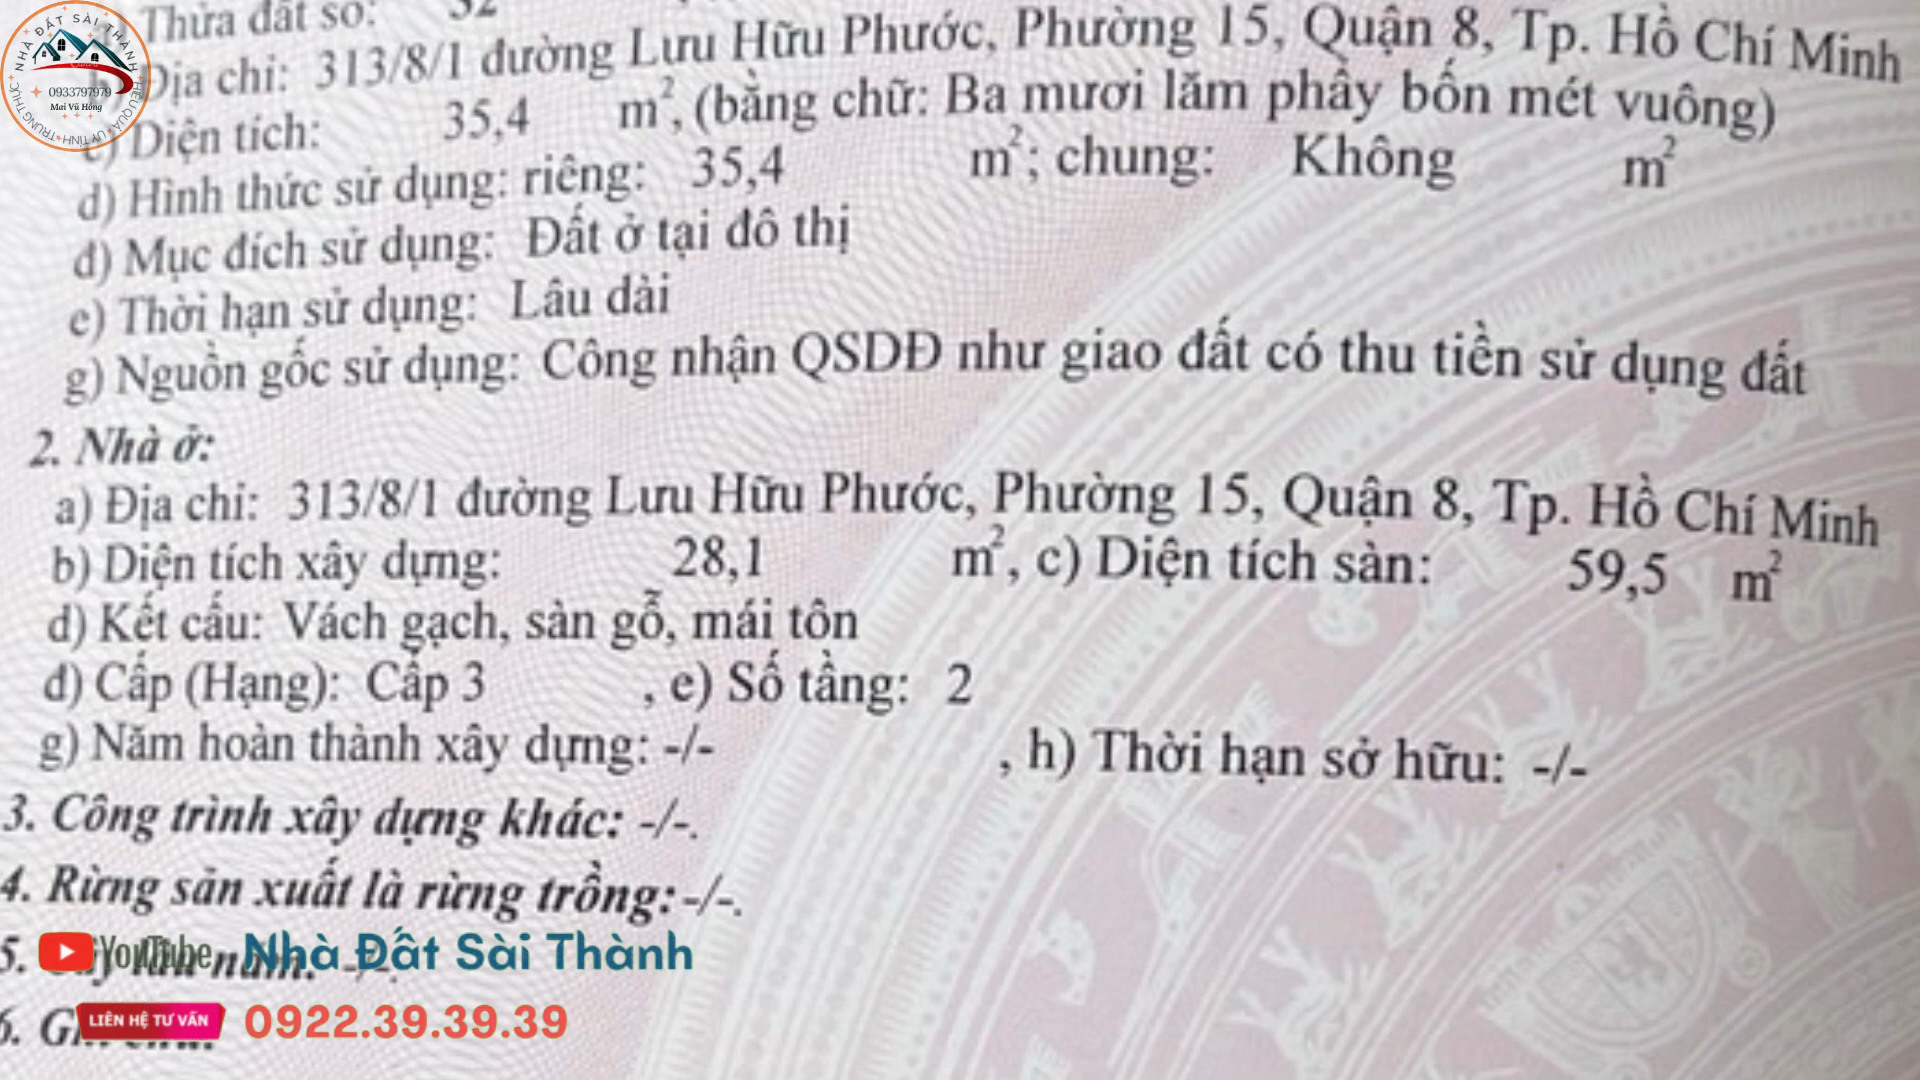 Thửa đất số: 52
Địa chỉ: 313/8/1 đường Lưu Hữu Phước, Phường 15, Quận 8, Tp. Hồ Chí Minh
c) Diện tích: 35,4 m², (bằng chữ: Ba mươi lăm phẩy bốn mét vuông)
d) Hình thức sử dụng: riêng: 35,4 m²; chung: Không m²
đ) Mục đích sử dụng: Đất ở tại đô thị
e) Thời hạn sử dụng: Lâu dài
g) Nguồn gốc sử dụng: Công nhận QSDĐ như giao đất có thu tiền sử dụng đất
2. Nhà ở:
a) Địa chỉ: 313/8/1 đường Lưu Hữu Phước, Phường 15, Quận 8, Tp. Hồ Chí Minh
b) Diện tích xây dựng: 28,1 m², c) Diện tích sàn: 59,5 m²
d) Kết cấu: Vách gạch, sàn gỗ, mái tôn
đ) Cấp (Hạng): Cấp 3 , e) Số tầng: 2
g) Năm hoàn thành xây dựng: -/- , h) Thời hạn sở hữu: -/-
3. Công trình xây dựng khác: -/-.
4. Rừng sản xuất là rừng trồng: -/-.
5. năm: -/-.
6.
NHÀ ĐẤT SÀI THÀNH
TRUNG THỰC UY TÍN HIỆU QUẢ
0933797979
Mai Vũ Hồng
YouTube Nhà Đất Sài Thành
LIÊN HỆ TƯ VẤN 0922.39.39.39